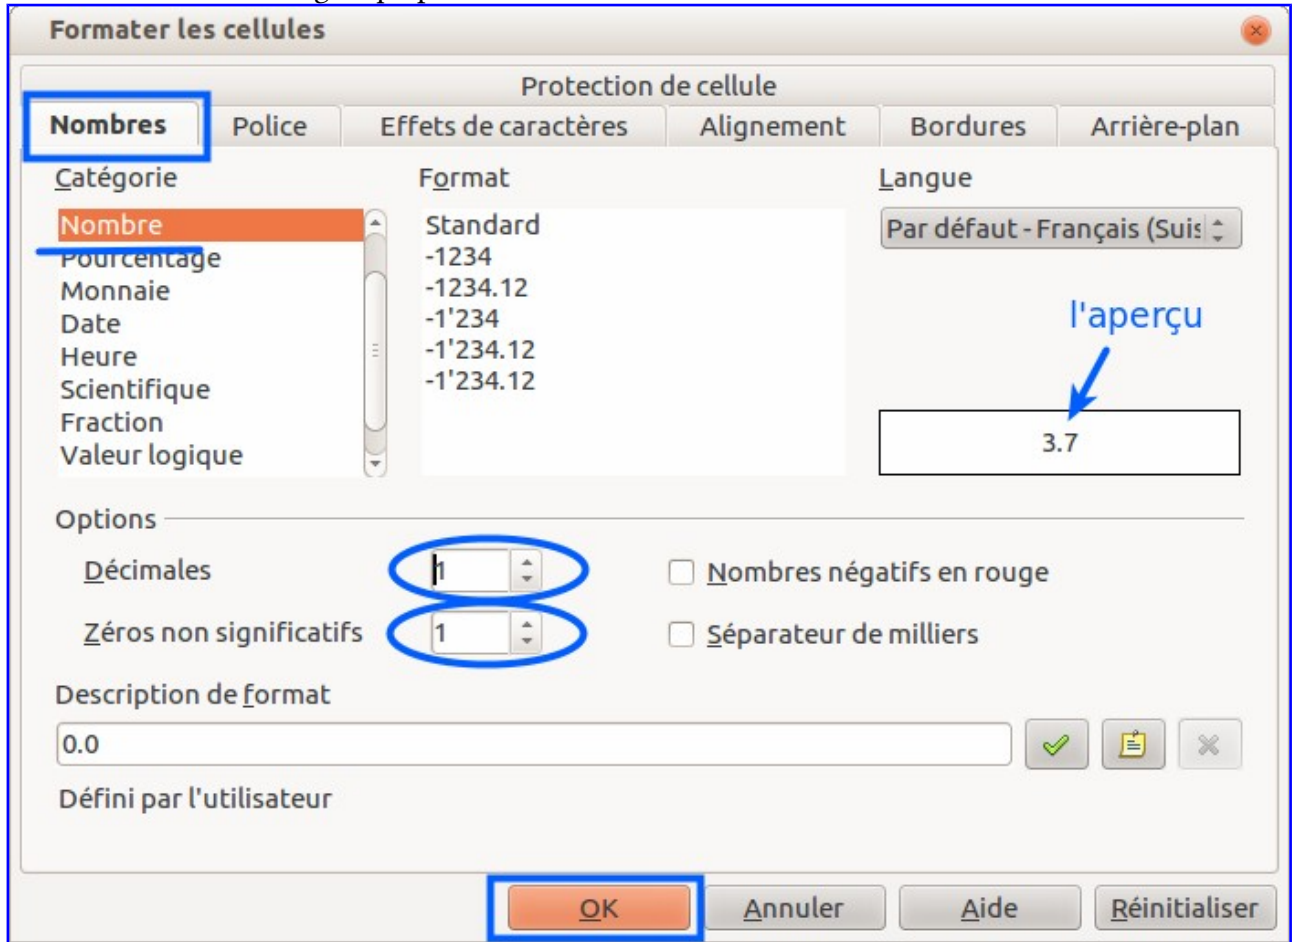 Formater les cellules
Protection de cellule
Nombres Police Effets de caractères Alignement Bordures Arrière-plan
Catégorie Format Langue
Nombre Standard Par défaut - Français (Suis
Pourcentage -1234
Monnaie -1234.12
Date -1'234 l'aperçu
Heure -1'234.12
Scientifique -1'234.12
Fraction
Valeur logique 3.7
Options
Décimales 1 Nombres négatifs en rouge
Zéros non significatifs 1 Séparateur de milliers
Description de format
0.0
Défini par l'utilisateur
OK Annuler Aide Réinitialiser